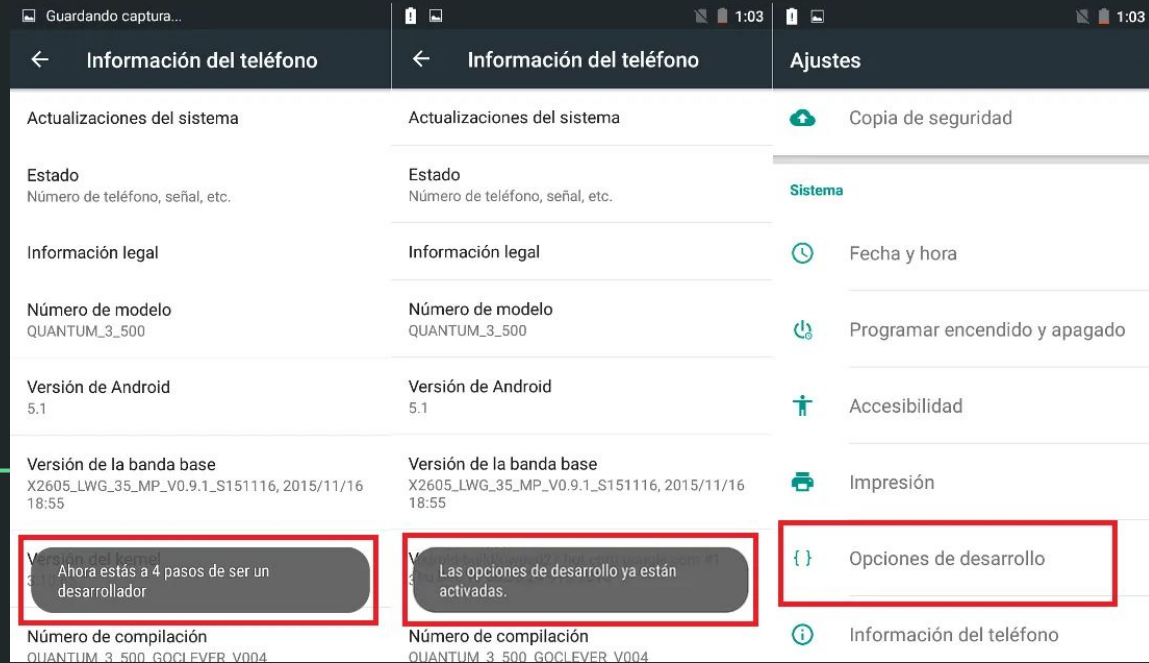 Guardando captura...
Información del teléfono
Actualizaciones del sistema
Estado
Número de teléfono, señal, etc.
Información legal
Número de modelo
QUANTUM_3_500
Versión de Android
5.1
Versión de la banda base
X2605_LWG_35_MP_V0.9.1_S151116, 2015/11/16
18:55
Versión del kernel
Ahora estás a 4 pasos de ser un
desarrollador
Número de compilación
QUANTUM_3_500_GOCLEVER_V004
1:03
Información del teléfono
Actualizaciones del sistema
Estado
Número de teléfono, señal, etc.
Información legal
Número de modelo
QUANTUM_3_500
Versión de Android
5.1
Versión de la banda base
X2605_LWG_35_MP_V0.9.1_S151116, 2015/11/16
18:55
Las opciones de desarrollo ya están
activadas.
Número de compilación
QUANTUM_3_500_GOCLEVER_V004
1:03
Ajustes
Copia de seguridad
Sistema
Fecha y hora
Programar encendido y apagado
Accesibilidad
Impresión
{ } Opciones de desarrollo
Información del teléfono